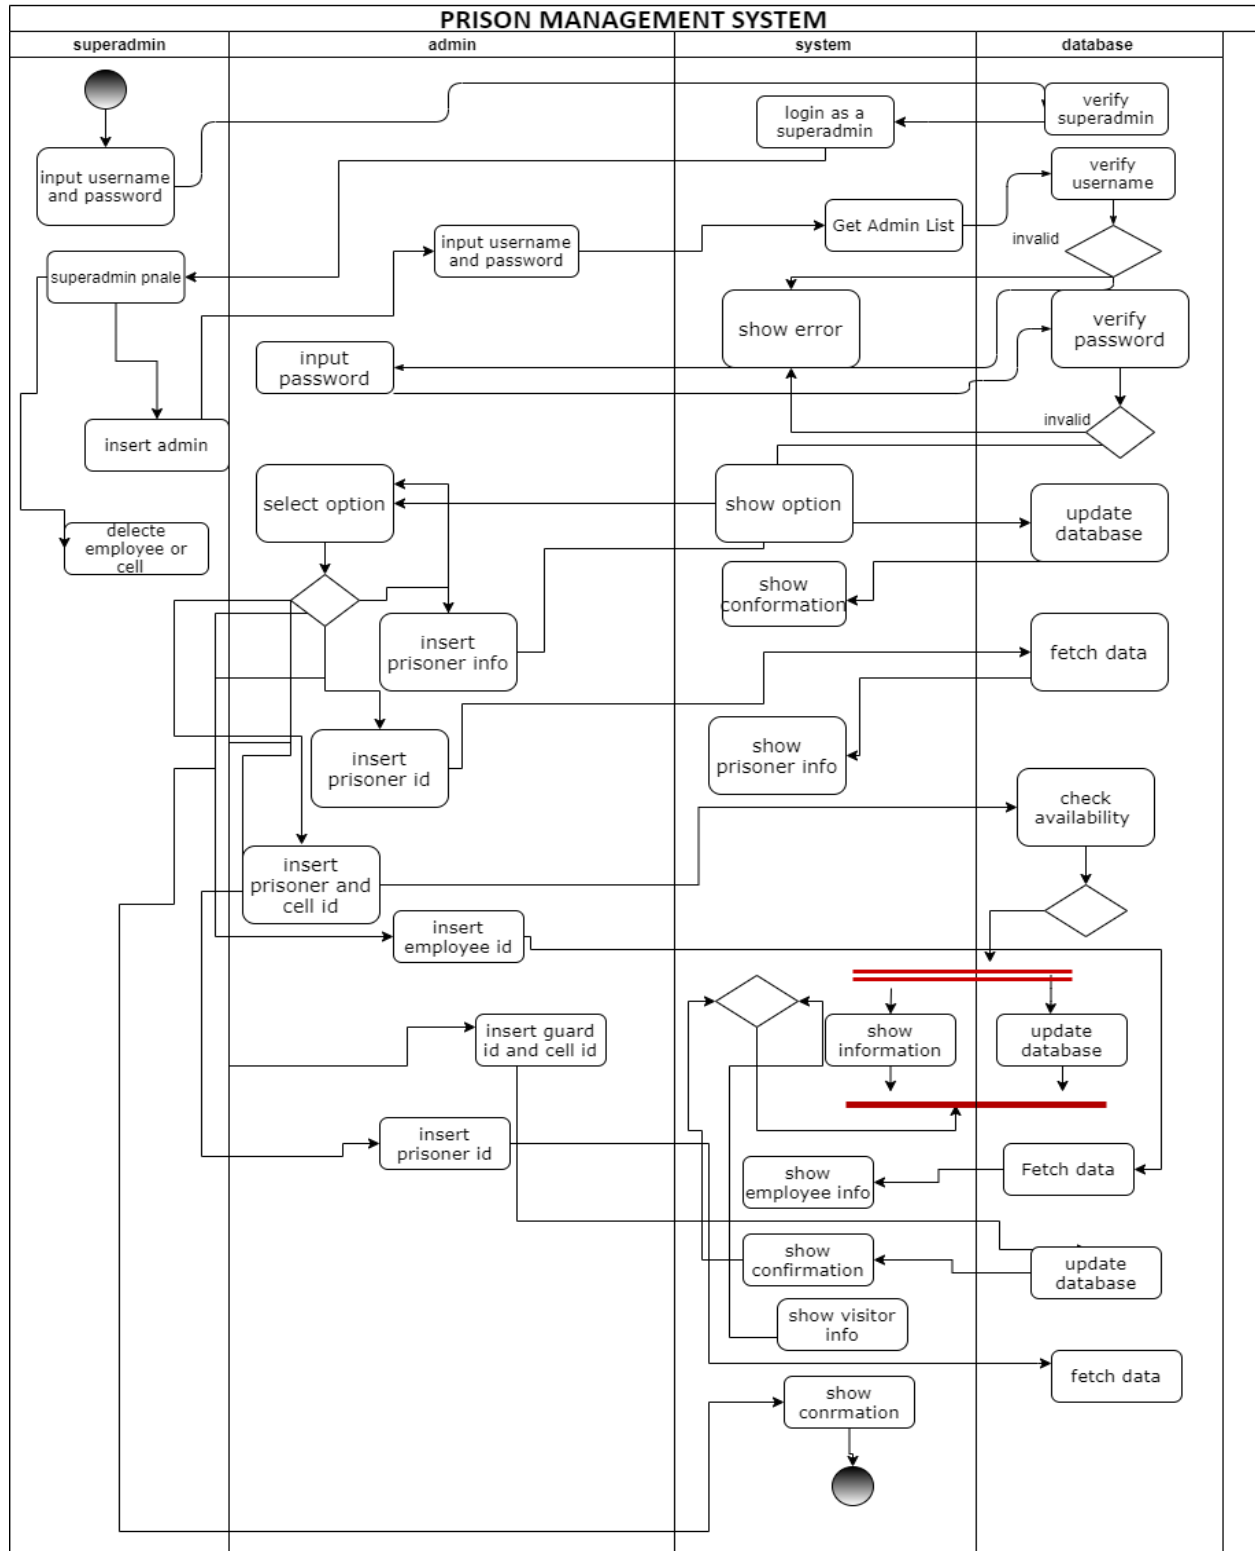 PRISON MANAGEMENT SYSTEM
superadmin
admin
system
database
verify
superadmin
login as a
superadmin
input username
and password
verify
username
Get Admin List
input username
and password
invalid
superadmin pnale
show error
verify
password
input
password
invalid
insert admin
select option
show option
update
database
delecte
employee or
cell
show
conformation
insert
prisoner info
fetch data
show
prisoner info
insert
prisoner id
check
availability
insert
prisoner and
cell id
insert
employee id
insert guard
id and cell id
show
information
update
database
insert
prisoner id
show
employee info
Fetch data
show
confirmation
update
database
show visitor
info
fetch data
show
conrmation